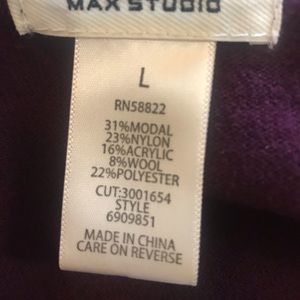 MAX STUDIO
L
RN58822
31%MODAL
23%NYLON
16%ACRYLIC
8%WOOL
22%POLYESTER
CUT:3001654
STYLE
6909851
MADE IN CHINA
CARE ON REVERSE